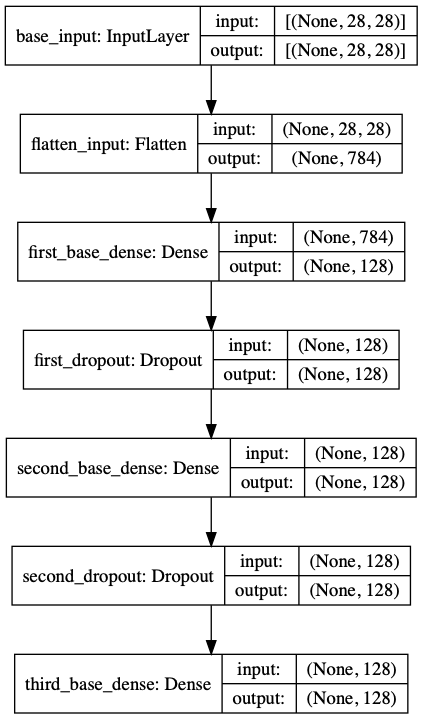 base_input: InputLayer
input: [(None, 28, 28)]
output: [(None, 28, 28)]
flatten_input: Flatten
input: (None, 28, 28)
output: (None, 784)
first_base_dense: Dense
input: (None, 784)
output: (None, 128)
first_dropout: Dropout
input: (None, 128)
output: (None, 128)
second_base_dense: Dense
input: (None, 128)
output: (None, 128)
second_dropout: Dropout
input: (None, 128)
output: (None, 128)
third_base_dense: Dense
input: (None, 128)
output: (None, 128)